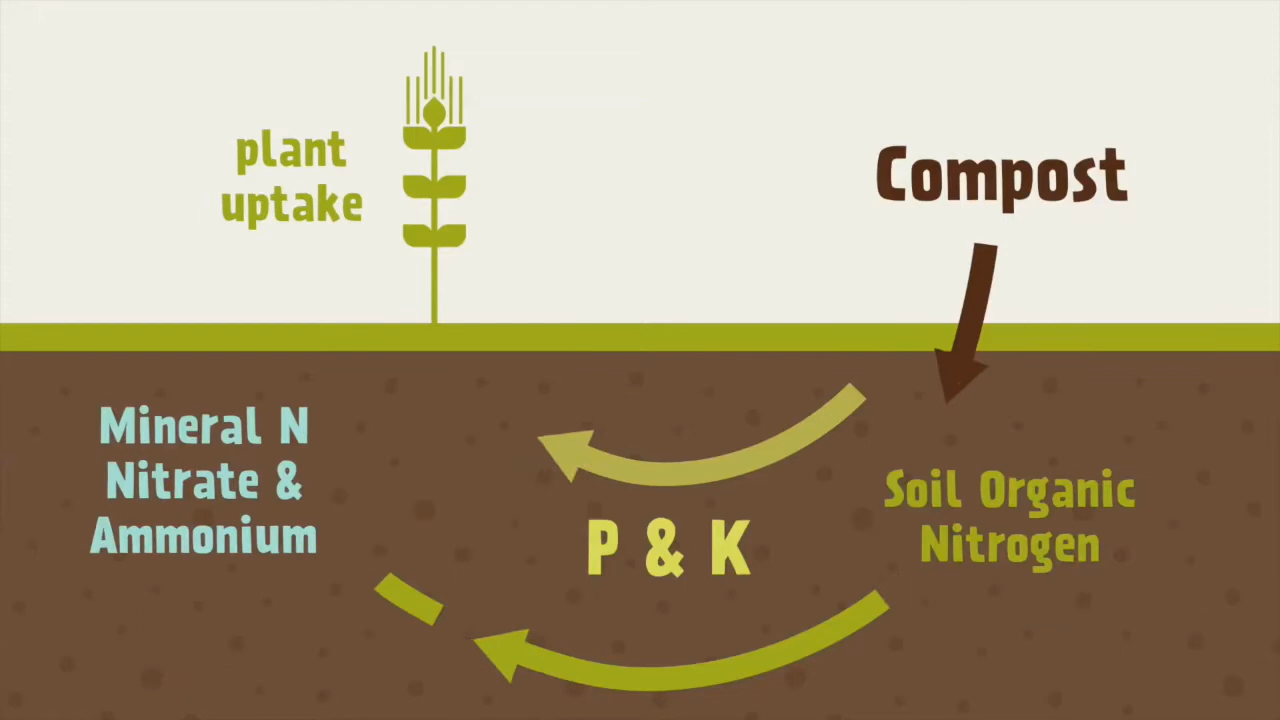 plant
uptake
Compost
Mineral N
Nitrate &
Ammonium
P & K
Soil Organic
Nitrogen